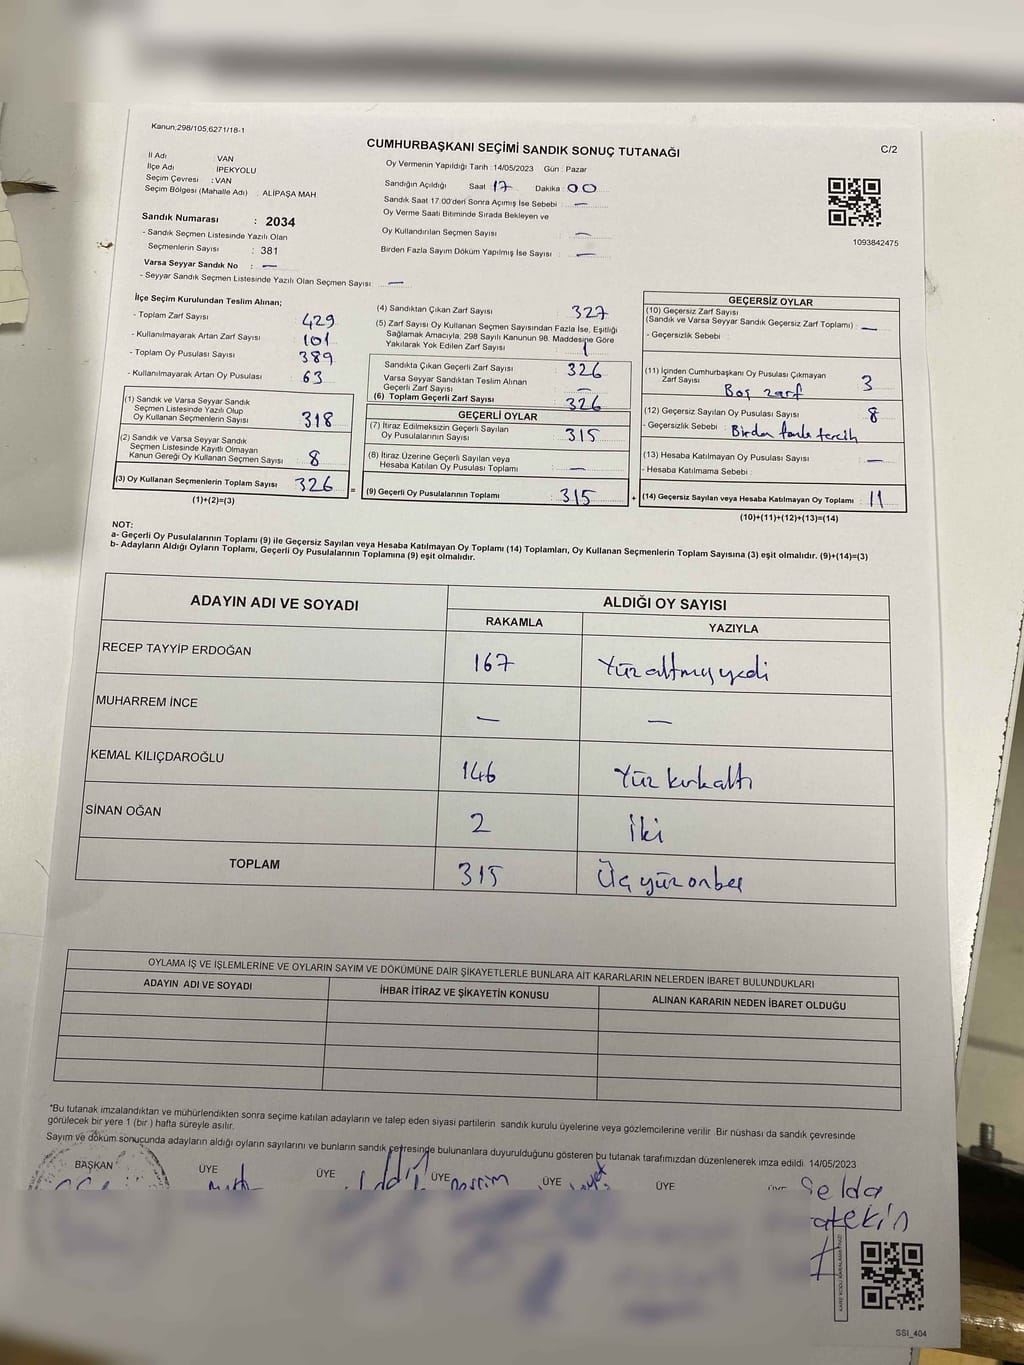 Kanun;298/105,6271/18-1
CUMHURBAŞKANI SEÇİMİ SANDIK SONUÇ TUTANAĞI
C/2
İl Adı : VAN
İlçe Adı İPEKYOLU
Seçim Çevresi : VAN
Seçim Bölgesi (Mahalle Adı) : ALİPAŞA MAH
Oy Vermenin Yapıldığı Tarih :14/05/2023 Gün : Pazar
Sandığın Açıldığı Saat 17 Dakika 00
Sandık Saat 17.00'den Sonra Açımış İse Sebebi : —
Oy Verme Saati Bitiminde Sırada Bekleyen ve
Oy Kullandırılan Seçmen Sayısı : —
Birden Fazla Sayım Döküm Yapılmış İse Sayısı : —
1093842475
Sandık Numarası : 2034
- Sandık Seçmen Listesinde Yazılı Olan
Seçmenlerin Sayısı : 381
Varsa Seyyar Sandık No : —
- Seyyar Sandık Seçmen Listesinde Yazılı Olan Seçmen Sayısı: —
İlçe Seçim Kurulundan Teslim Alınan;
- Toplam Zarf Sayısı 429
- Kullanılmayarak Artan Zarf Sayısı 101
- Toplam Oy Pusulası Sayısı 389
- Kullanılmayarak Artan Oy Pusulası 63
(1) Sandık ve Varsa Seyyar Sandık
Seçmen Listesinde Yazılı Olup
Oy Kullanan Seçmenlerin Sayısı 318
(2) Sandık ve Varsa Seyyar Sandık
Seçmen Listesinde Kayıtlı Olmayan
Kanun Gereği Oy Kullanan Seçmen Sayısı 8
(3) Oy Kullanan Seçmenlerin Toplam Sayısı 326
(1)+(2)=(3)
(4) Sandıktan Çıkan Zarf Sayısı 327
(5) Zarf Sayısı Oy Kullanan Seçmen Sayısından Fazla İse, Eşitliği
Sağlamak Amacıyla, 298 Sayılı Kanunun 98. Maddesine Göre
Yakılarak Yok Edilen Zarf Sayısı : 1
Sandıkta Çıkan Geçerli Zarf Sayısı : 326
Varsa Seyyar Sandıktan Teslim Alınan
Geçerli Zarf Sayısı : —
(6) Toplam Geçerli Zarf Sayısı : 326
GEÇERLİ OYLAR
(7) İtiraz Edilmeksizin Geçerli Sayılan
Oy Pusulalarının Sayısı : 315
(8) İtiraz Üzerine Geçerli Sayılan veya
Hesaba Katılan Oy Pusulası Toplamı : —
= (9) Geçerli Oy Pusulalarının Toplamı : 315 +
GEÇERSİZ OYLAR
(10) Geçersiz Zarf Sayısı
(Sandık ve Varsa Seyyar Sandık Geçersiz Zarf Toplamı) : —
- Geçersizlik Sebebi :
(11) İçinden Cumhurbaşkanı Oy Pusulası Çıkmayan
Zarf Sayısı : 3
Boş zarf
(12) Geçersiz Sayılan Oy Pusulası Sayısı : 8
- Geçersizlik Sebebi : Birden fazla tercih
(13) Hesaba Katılmayan Oy Pusulası Sayısı : —
- Hesaba Katılmama Sebebi :
(14) Geçersiz Sayılan veya Hesaba Katılmayan Oy Toplamı : 11
(10)+(11)+(12)+(13)=(14)
NOT:
a- Geçerli Oy Pusulalarının Toplamı (9) ile Geçersiz Sayılan veya Hesaba Katılmayan Oy Toplamı (14) Toplamları, Oy Kullanan Seçmenlerin Toplam Sayısına (3) eşit olmalıdır. (9)+(14)=(3)
b- Adayların Aldığı Oyların Toplamı, Geçerli Oy Pusulalarının Toplamına (9) eşit olmalıdır.
ADAYIN ADI VE SOYADI
ALDIĞI OY SAYISI
RAKAMLA YAZIYLA
RECEP TAYYİP ERDOĞAN 167 Yüzaltmışyedi
MUHARREM İNCE — —
KEMAL KILIÇDAROĞLU 146 Yüz kırkaltı
SİNAN OĞAN 2 İki
TOPLAM 315 Üçyüzonbeş
OYLAMA İŞ VE İŞLEMLERİNE VE OYLARIN SAYIM VE DÖKÜMÜNE DAİR ŞİKAYETLERLE BUNLARA AİT KARARLARIN NELERDEN İBARET BULUNDUKLARI
ADAYIN ADI VE SOYADI İHBAR İTİRAZ VE ŞİKAYETİN KONUSU ALINAN KARARIN NEDEN İBARET OLDUĞU
*Bu tutanak imzalandıktan ve mühürlendikten sonra seçime katılan adayların ve talep eden siyasi partilerin sandık kurulu üyelerine veya gözlemcilerine verilir .Bir nüshası da sandık çevresinde
görülecek bir yere 1 (bir ) hafta süreyle asılır.
Sayım ve döküm sonucunda adayların aldığı oyların sayılarını ve bunların sandık çevresinde bulunanlara duyurulduğunu gösteren bu tutanak tarafımızdan düzenlenerek imza edildi. 14/05/2023
BAŞKAN ÜYE ÜYE ÜYE ÜYE ÜYE
Selda
SSI_404